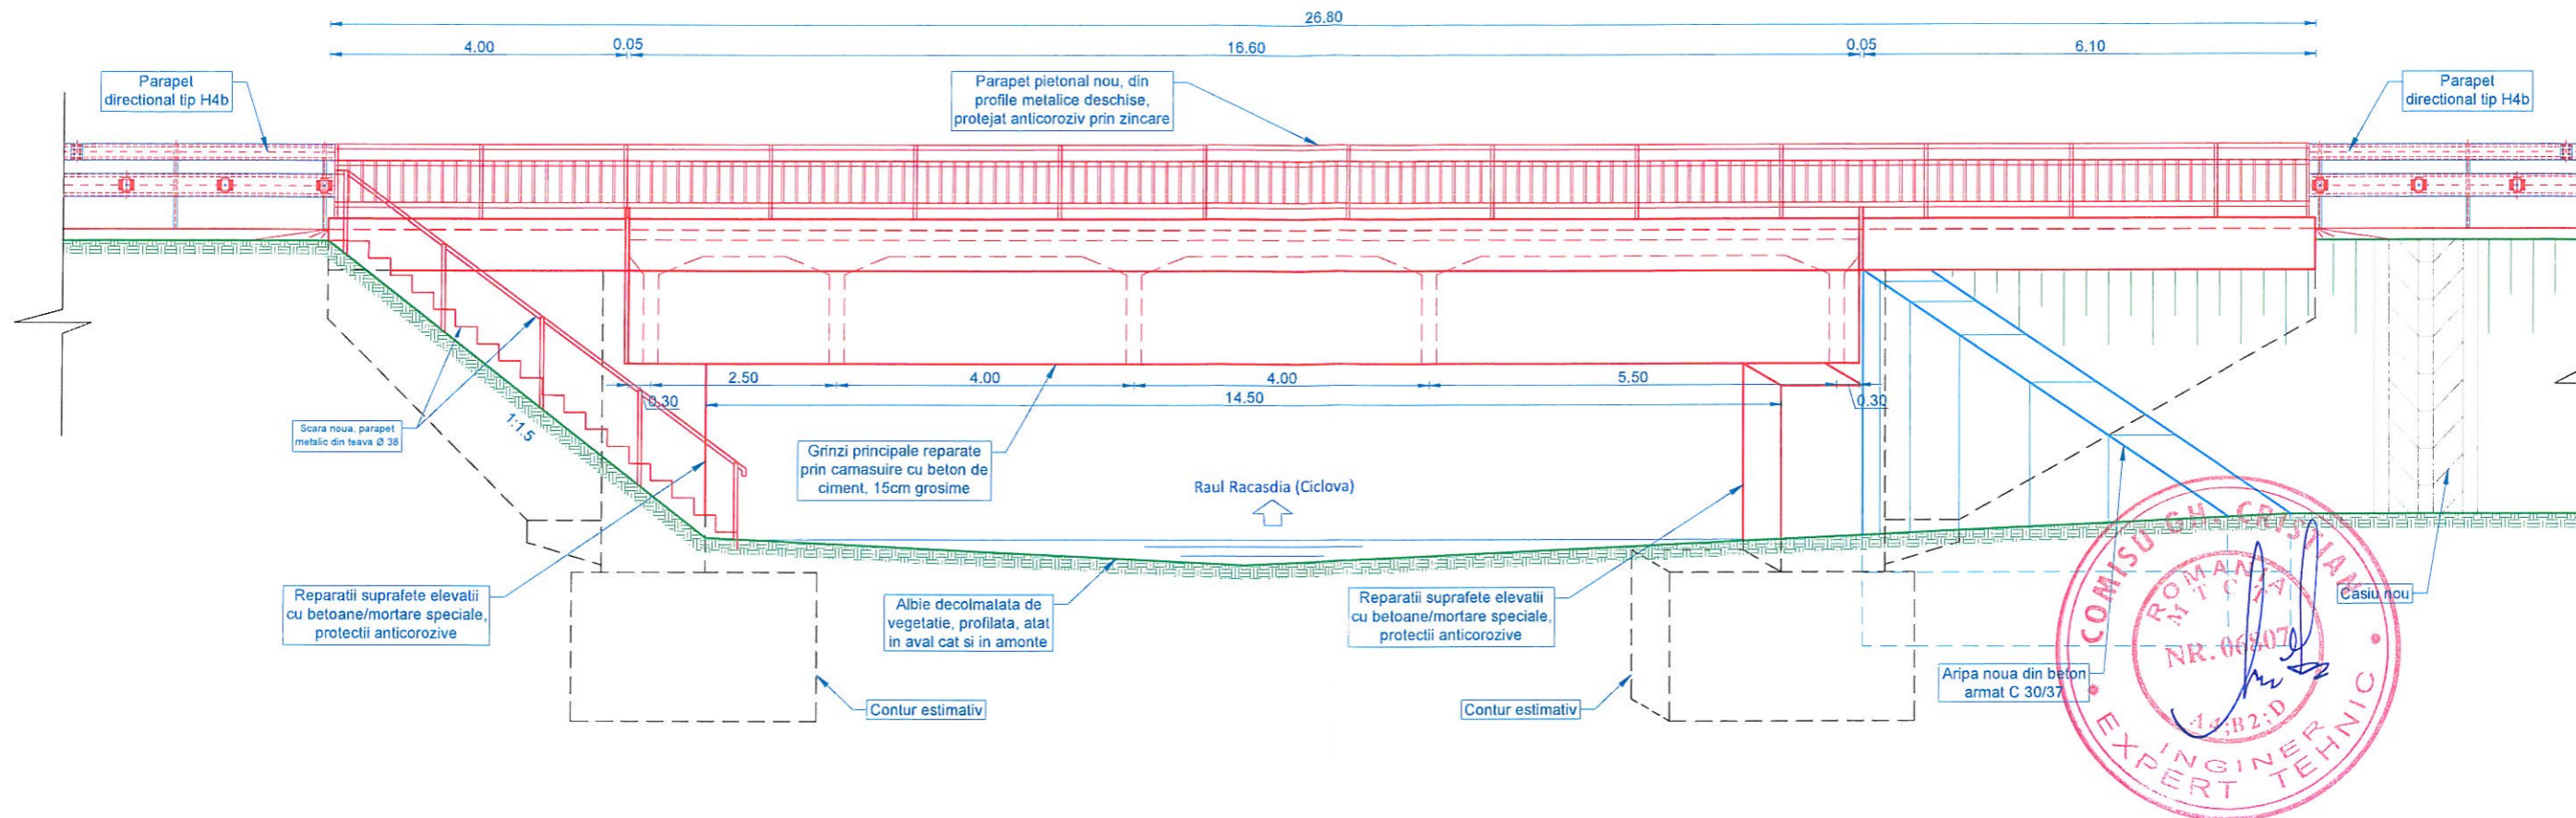 26.80
4.00
0.05
16.60
0.05
6.10
Parapet
directional tip H4b
Parapet pietonal nou, din
profile metalice deschise,
protejat anticoroziv prin zincare
Parapet
directional tip H4b
2.50
4.00
4.00
5.50
0.30
14.50
0.30
Scara noua, parapet
metalic din teava Ø 38
1:1.5
Grinzi principale reparate
prin camasuire cu beton de
ciment, 15cm grosime
Raul Racasdia (Ciclova)
Reparatii suprafete elevatii
cu betoane/mortare speciale,
protectii anticorozive
Albie decolmatata de
vegetatie, profilata, atat
in aval cat si in amonte
Reparatii suprafete elevatii
cu betoane/mortare speciale,
protectii anticorozive
Casiu nou
Aripa noua din beton
armat C 30/37
Contur estimativ
Contur estimativ
COMISU GH. CRISTIAN
ROMANIA
M T C T
NR. 06807
A4;B2;D
INGINER
EXPERT TEHNIC